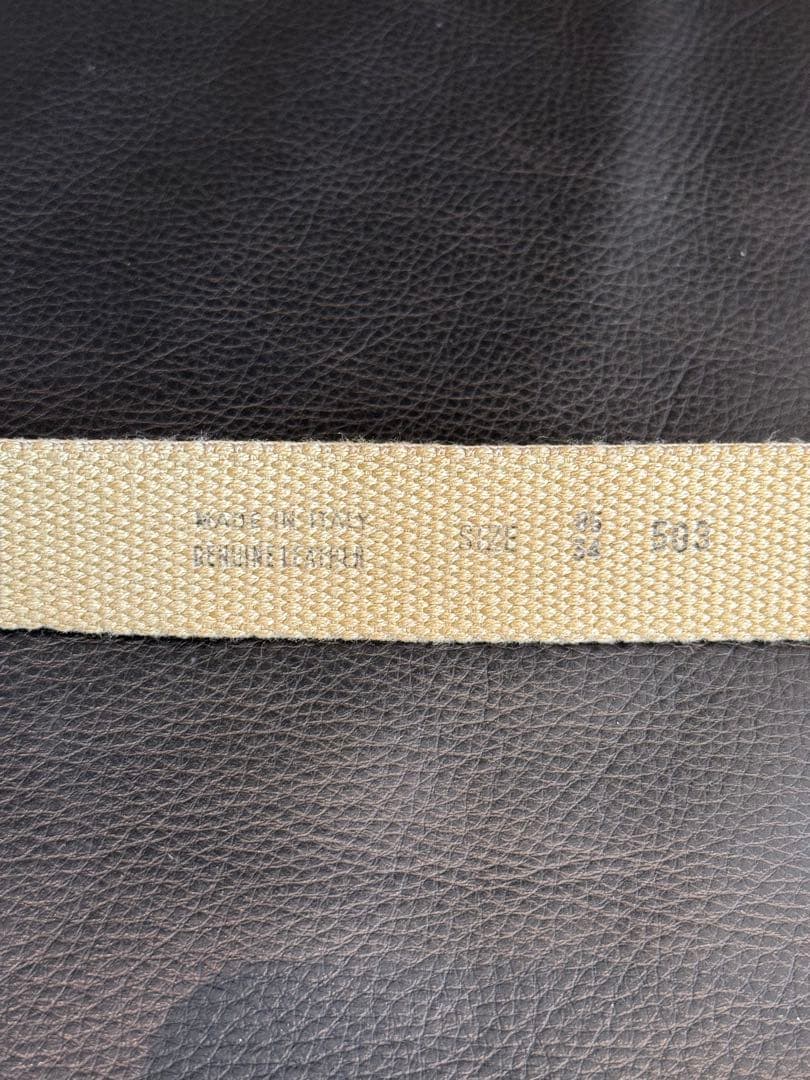 MADE IN ITALY
GENUINE LEATHER
SIZE
85
34
503